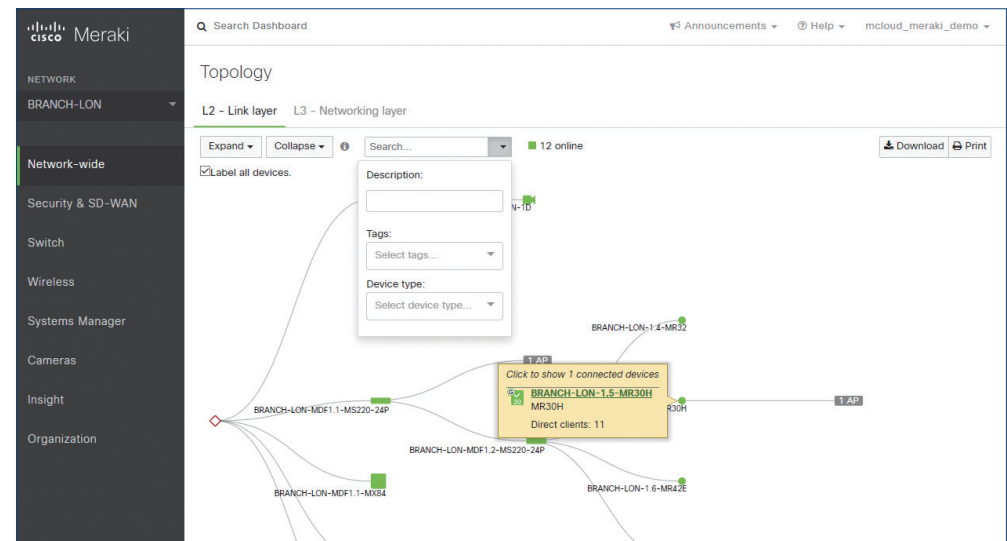 cisco Meraki
Search Dashboard
Announcements
Help
mcloud_meraki_demo
NETWORK
BRANCH-LON
Network-wide
Security & SD-WAN
Switch
Wireless
Systems Manager
Cameras
Insight
Organization
Topology
L2 - Link layer L3 - Networking layer
Expand Collapse Search... 12 online Download Print
Label all devices.
Description:
Tags:
Select tags...
Device type:
Select device type...
N-1D
BRANCH-LON-1.4-MR32
1 AP
Click to show 1 connected devices
BRANCH-LON-1.5-MR30H
MR30H
Direct clients: 11
R30H
1 AP
BRANCH-LON-MDF1.1-MS220-24P
BRANCH-LON-MDF1.2-MS220-24P
BRANCH-LON-MDF1.1-MX84
BRANCH-LON-1.6-MR42E